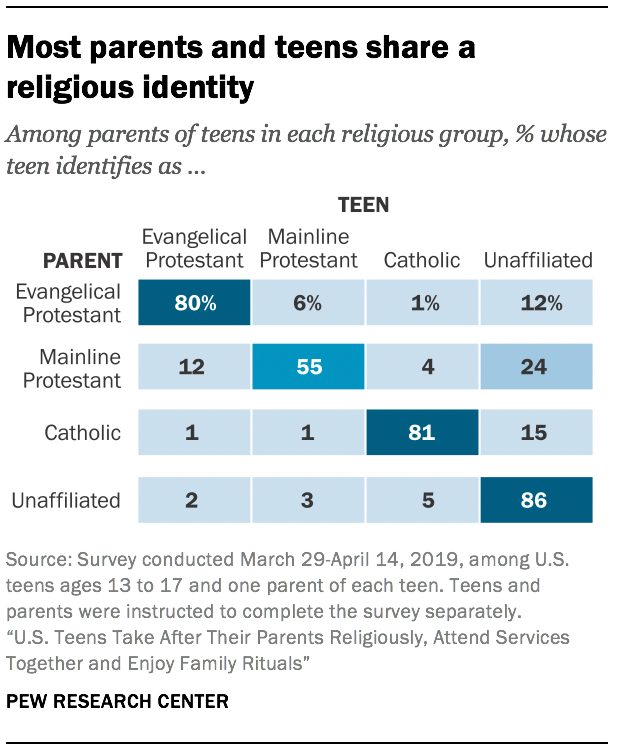 Most parents and teens share a
religious identity
Among parents of teens in each religious group, % whose
teen identifies as ...
TEEN
PARENT
Evangelical
Protestant
Mainline
Protestant
Catholic
Unaffiliated
Evangelical
Protestant
80%
6%
1%
12%
Mainline
Protestant
12
55
4
24
Catholic
1
1
81
15
Unaffiliated
2
3
5
86
Source: Survey conducted March 29-April 14, 2019, among U.S.
teens ages 13 to 17 and one parent of each teen. Teens and
parents were instructed to complete the survey separately.
“U.S. Teens Take After Their Parents Religiously, Attend Services
Together and Enjoy Family Rituals”
PEW RESEARCH CENTER